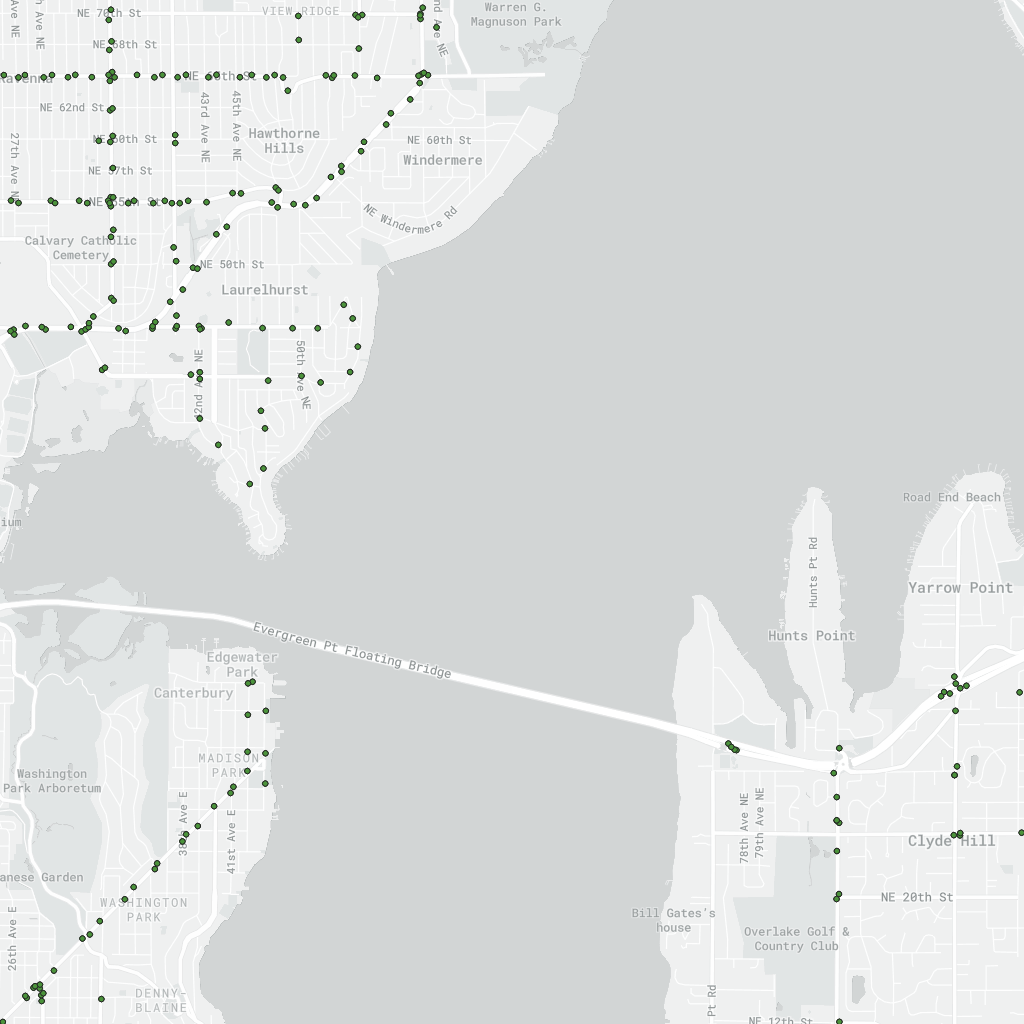 VIEW RIDGE
Warren G.
Magnuson Park
NE 70th St
NE 68th St
Ravenna
NE 62nd St
43rd Ave NE
45th Ave NE
27th Ave N
NE 60th St
Hawthorne
Hills
NE 60th St
Windermere
NE 57th St
NE 55th St
NE Windermere Rd
Calvary Catholic
Cemetery
NE 50th St
Laurelhurst
50th Ave NE
Road End Beach
Hunts Pt Rd
Yarrow Point
Hunts Point
Evergreen Pt Floating Bridge
Edgewater
Park
Canterbury
MADISON
PARK
Washington
Park Arboretum
38th Ave E
41st Ave E
78th Ave NE
79th Ave NE
Clyde Hill
anese Garden
WASHINGTON
PARK
NE 20th St
26th Ave E
Bill Gates's
house
Overlake Golf &
Country Club
DENNY-
BLAINE
Pt Rd
NE 12th St